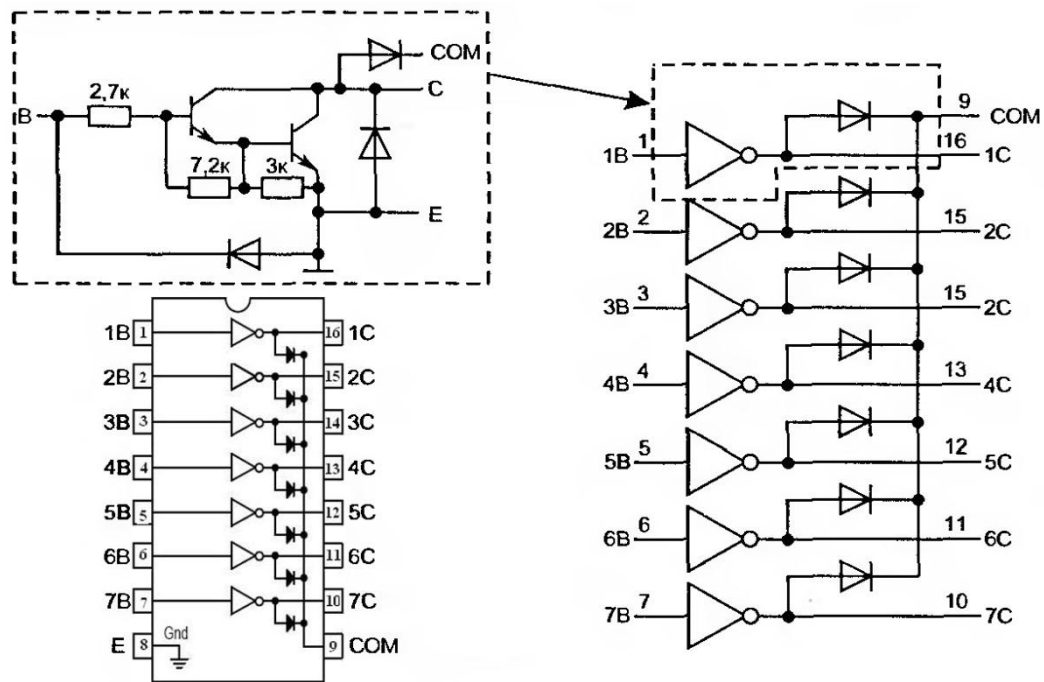 COM
C
2,7к
B
7,2к
3к
E
1B 1 16 1C
2B 2 15 2C
3B 3 14 3C
4B 4 13 4C
5B 5 12 5C
6B 6 11 6C
7B 7 10 7C
E 8 Gnd 9 COM
9
COM
1B 1 16 1C
2B 2 15 2C
3B 3 15 2C
4B 4 13 4C
5B 5 12 5C
6B 6 11 6C
7B 7 10 7C